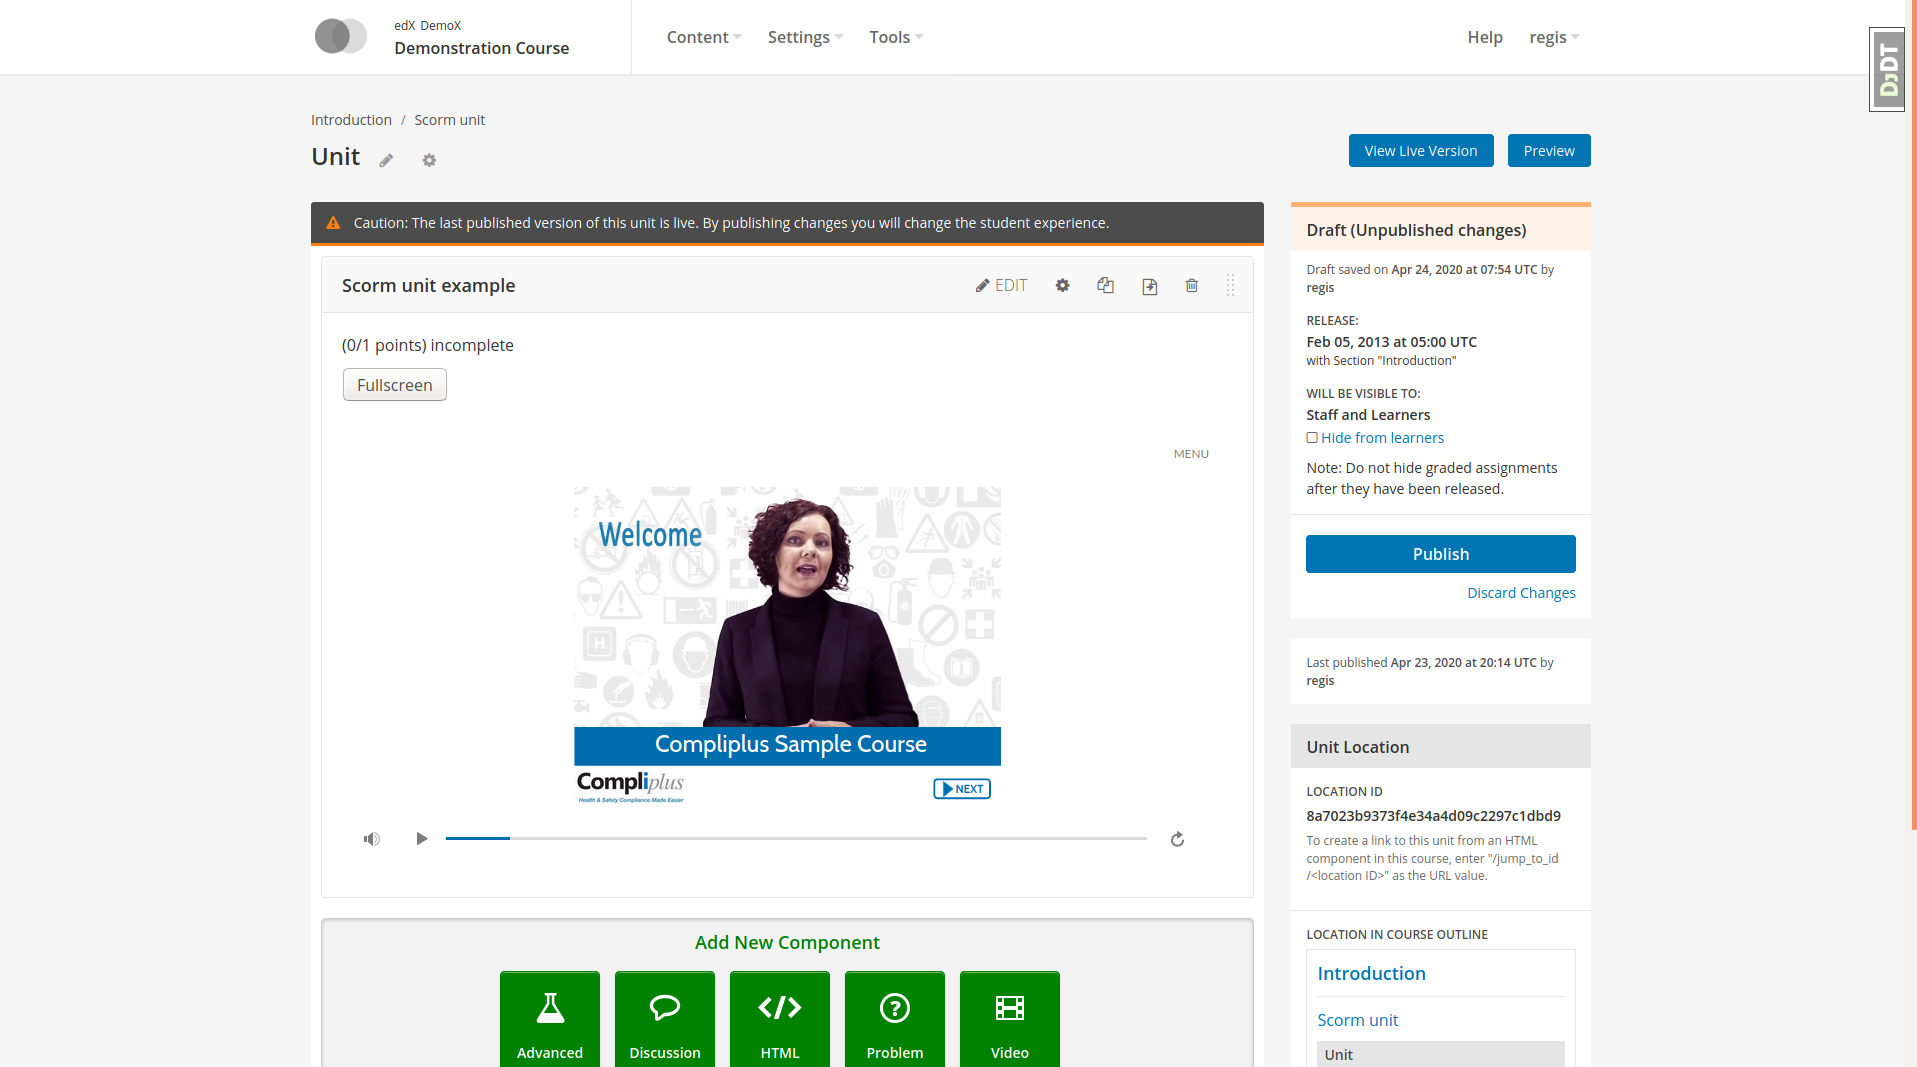 edX DemoX
Demonstration Course
Content
Settings
Tools
Help
regis
DJDT
Introduction / Scorm unit
Unit
View Live Version
Preview
Caution: The last published version of this unit is live. By publishing changes you will change the student experience.
Scorm unit example
EDIT
(0/1 points) incomplete
Fullscreen
MENU
Welcome
H
Compliplus Sample Course
Compliplus
Health & Safety Compliance Made Easier
NEXT
Add New Component
Advanced
Discussion
HTML
Problem
Video
Draft (Unpublished changes)
Draft saved on Apr 24, 2020 at 07:54 UTC by
regis
RELEASE:
Feb 05, 2013 at 05:00 UTC
with Section "Introduction"
WILL BE VISIBLE TO:
Staff and Learners
Hide from learners
Note: Do not hide graded assignments
after they have been released.
Publish
Discard Changes
Last published Apr 23, 2020 at 20:14 UTC by
regis
Unit Location
LOCATION ID
8a7023b9373f4e34a4d09c2297c1dbd9
To create a link to this unit from an HTML
component in this course, enter "/jump_to_id
/<location ID>" as the URL value.
LOCATION IN COURSE OUTLINE
Introduction
Scorm unit
Unit